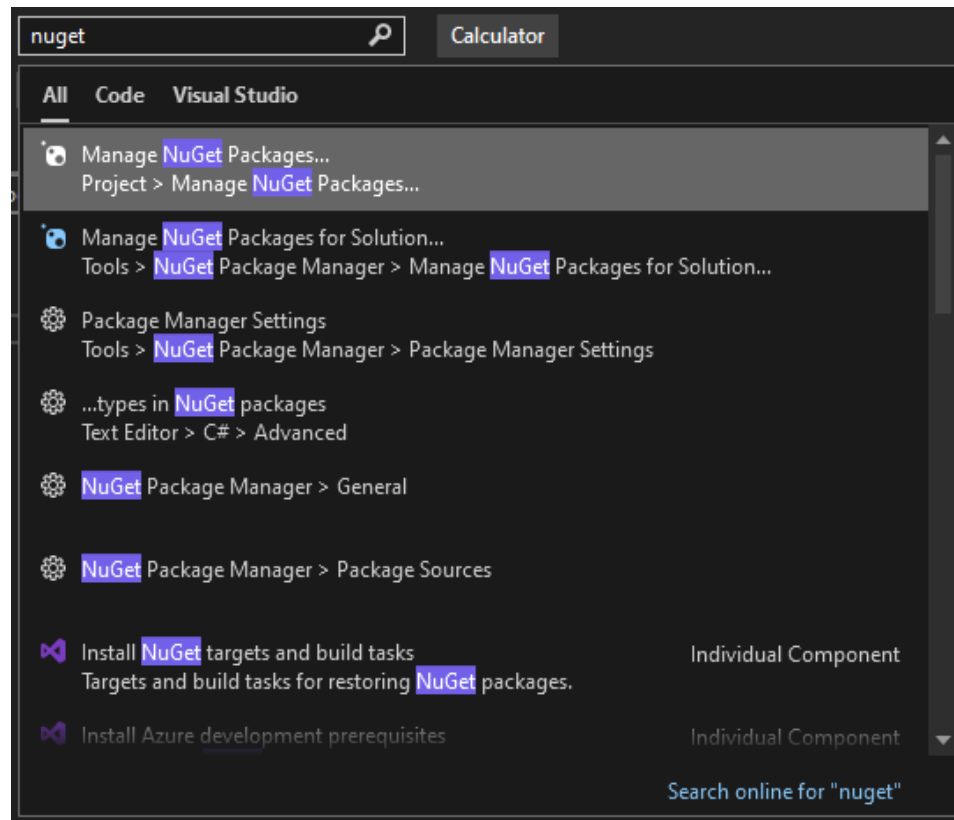 nuget
Calculator
All Code Visual Studio
Manage NuGet Packages...
Project > Manage NuGet Packages...
Manage NuGet Packages for Solution...
Tools > NuGet Package Manager > Manage NuGet Packages for Solution...
Package Manager Settings
Tools > NuGet Package Manager > Package Manager Settings
...types in NuGet packages
Text Editor > C# > Advanced
NuGet Package Manager > General
NuGet Package Manager > Package Sources
Install NuGet targets and build tasks
Individual Component
Targets and build tasks for restoring NuGet packages.
Install Azure development prerequisites
Individual Component
Search online for "nuget"